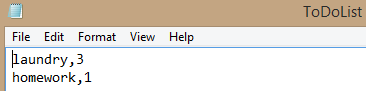 ToDoList
File Edit Format View Help
laundry,3
homework,1